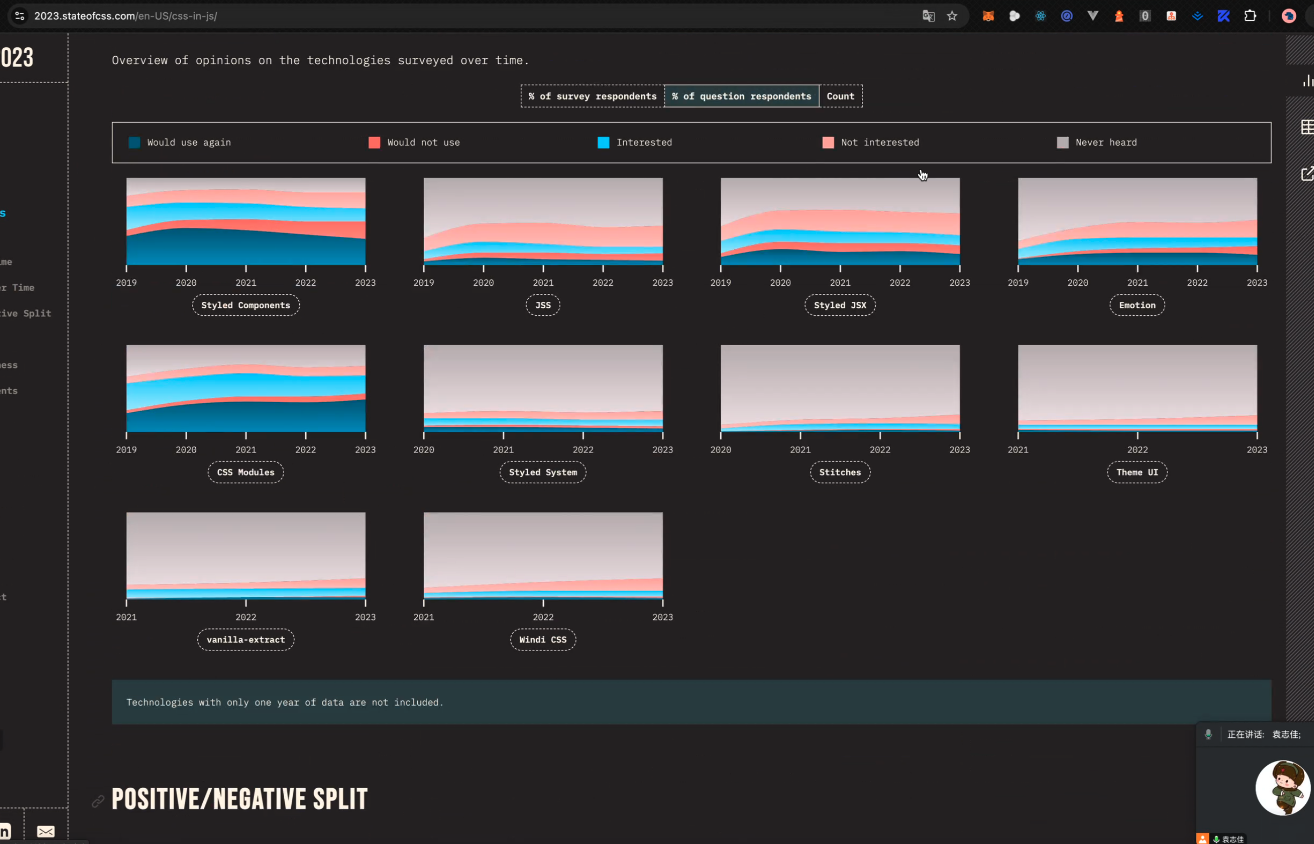 2023.stateofcss.com/en-US/css-in-js/
023
Overview of opinions on the technologies surveyed over time.
% of survey respondents % of question respondents Count
Would use again Would not use Interested Not interested Never heard
s
ime
er Time
ive Split
ess
ents
t
2019 2020 2021 2022 2023
Styled Components
2019 2020 2021 2022 2023
JSS
2019 2020 2021 2022 2023
Styled JSX
2019 2020 2021 2022 2023
Emotion
2019 2020 2021 2022 2023
CSS Modules
2020 2021 2022 2023
Styled System
2020 2021 2022 2023
Stitches
2021 2022 2023
Theme UI
2021 2022 2023
vanilla-extract
2021 2022 2023
Windi CSS
Technologies with only one year of data are not included.
POSITIVE/NEGATIVE SPLIT
正在讲话: 袁志佳;
袁志佳